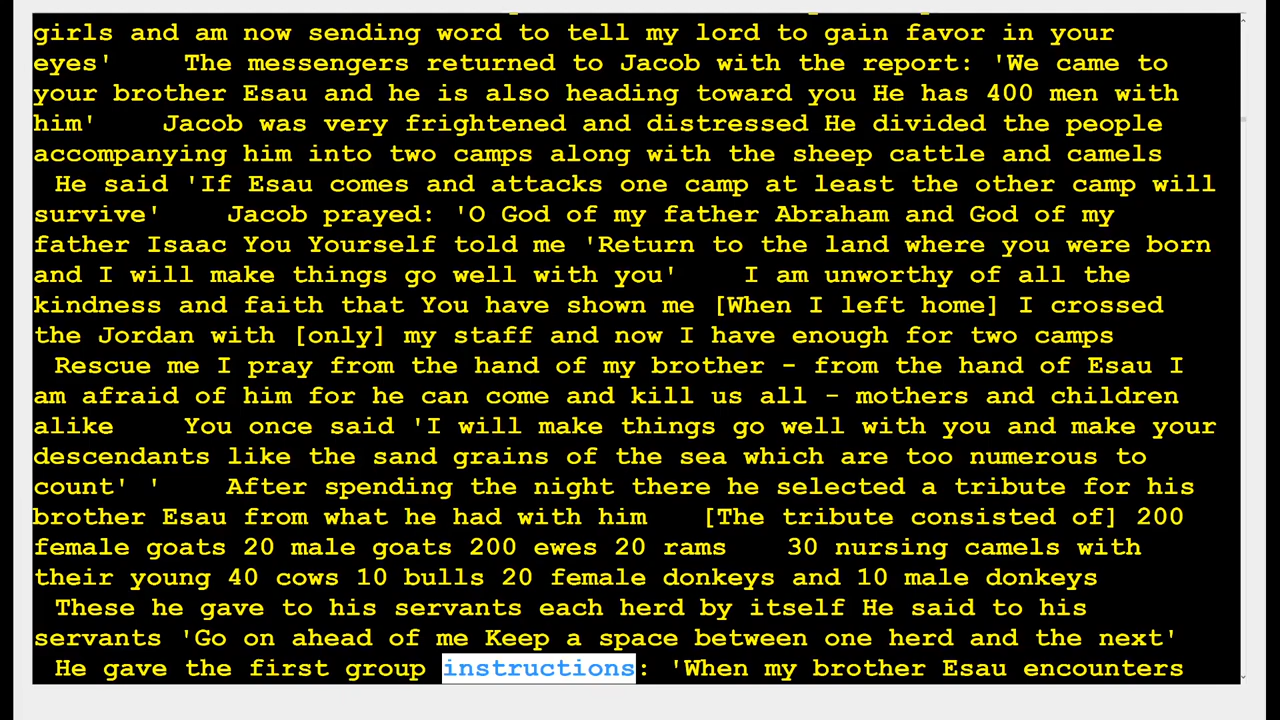 girls and am now sending word to tell my lord to gain favor in your
eyes' The messengers returned to Jacob with the report: 'We came to
your brother Esau and he is also heading toward you He has 400 men with
him' Jacob was very frightened and distressed He divided the people
accompanying him into two camps along with the sheep cattle and camels
He said 'If Esau comes and attacks one camp at least the other camp will
survive' Jacob prayed: 'O God of my father Abraham and God of my
father Isaac You Yourself told me 'Return to the land where you were born
and I will make things go well with you' I am unworthy of all the
kindness and faith that You have shown me [When I left home] I crossed
the Jordan with [only] my staff and now I have enough for two camps
Rescue me I pray from the hand of my brother - from the hand of Esau I
am afraid of him for he can come and kill us all - mothers and children
alike You once said 'I will make things go well with you and make your
descendants like the sand grains of the sea which are too numerous to
count' ' After spending the night there he selected a tribute for his
brother Esau from what he had with him [The tribute consisted of] 200
female goats 20 male goats 200 ewes 20 rams 30 nursing camels with
their young 40 cows 10 bulls 20 female donkeys and 10 male donkeys
These he gave to his servants each herd by itself He said to his
servants 'Go on ahead of me Keep a space between one herd and the next'
He gave the first group instructions: 'When my brother Esau encounters